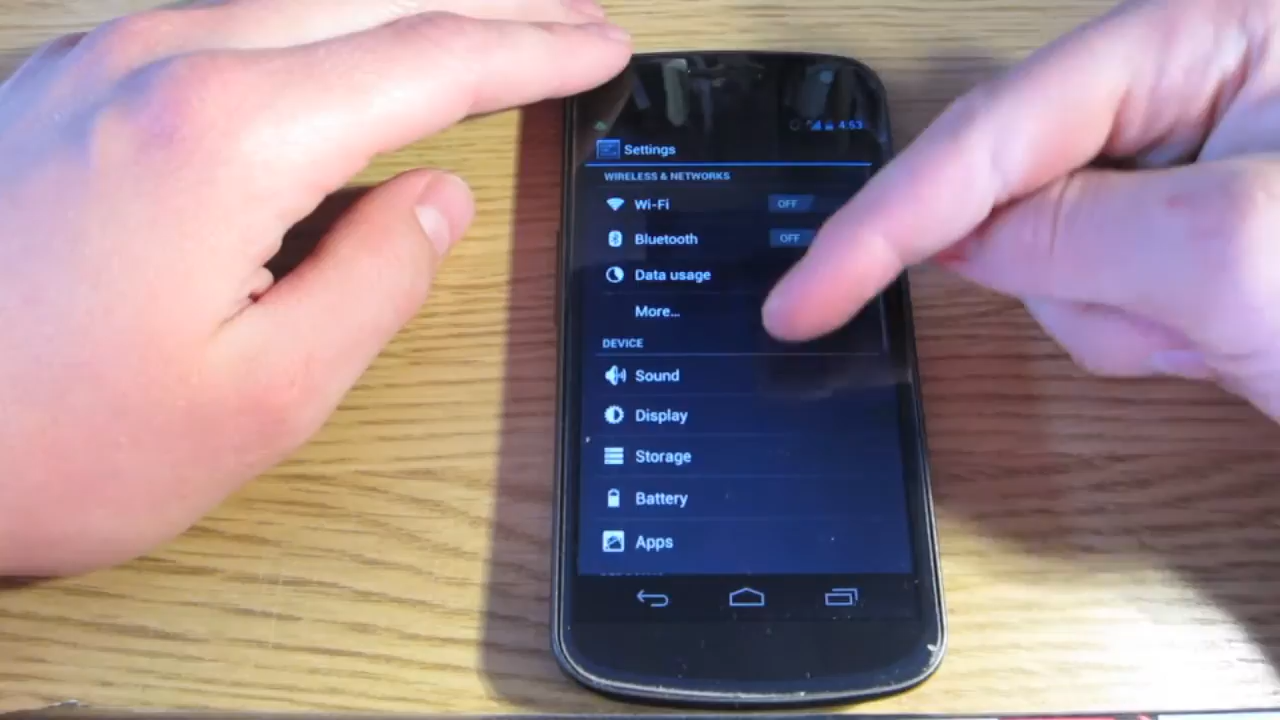 4:53
Settings
WIRELESS & NETWORKS
Wi-Fi OFF
Bluetooth OFF
Data usage
More...
DEVICE
Sound
Display
Storage
Battery
Apps